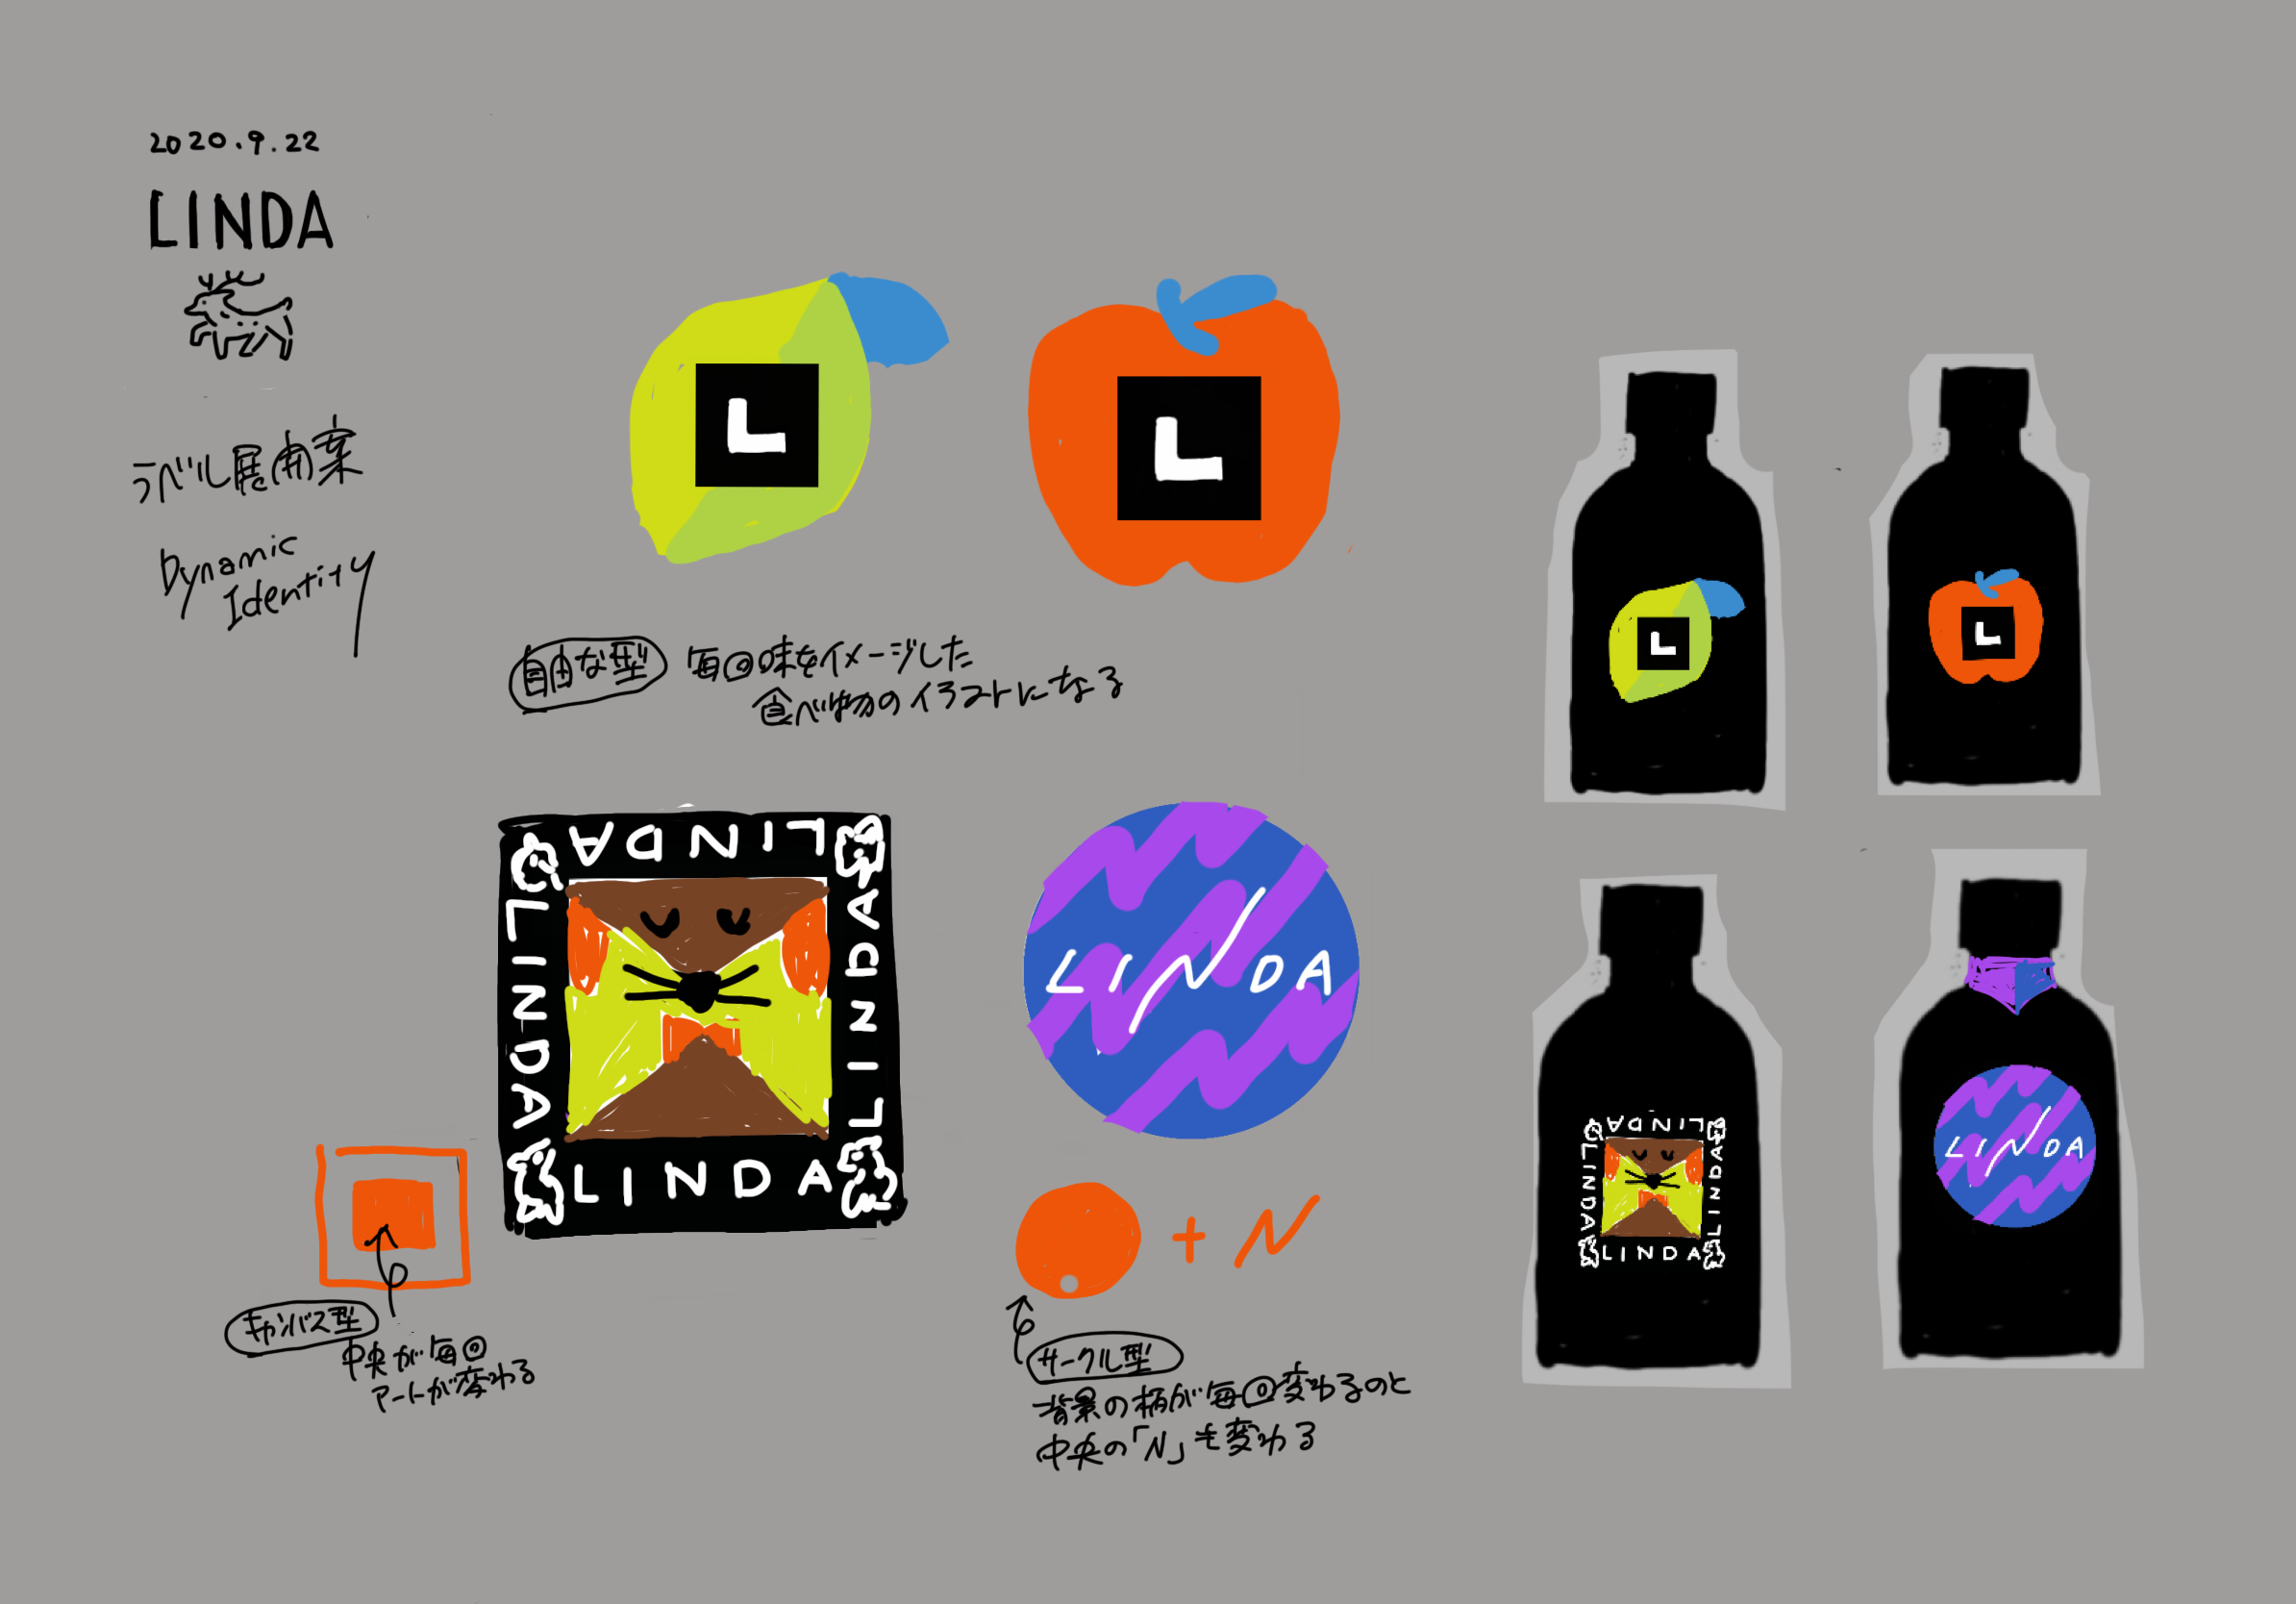 2020.9.22
LINDA
ラベル展開案
Dynamic
Identity
L
L
自由な型
毎回味をイメージした
食べ物のイラストになる
LINDA
LINDA
LINDA
LINDA
LINDA
+ N
キャンバス型
中央が毎回
アートが変わる
サークル型
背景の柄が毎回変わるのと
中央の「N」も変わる
L
L
LINDA
LINDA
LINDA
LINDA
LINDA